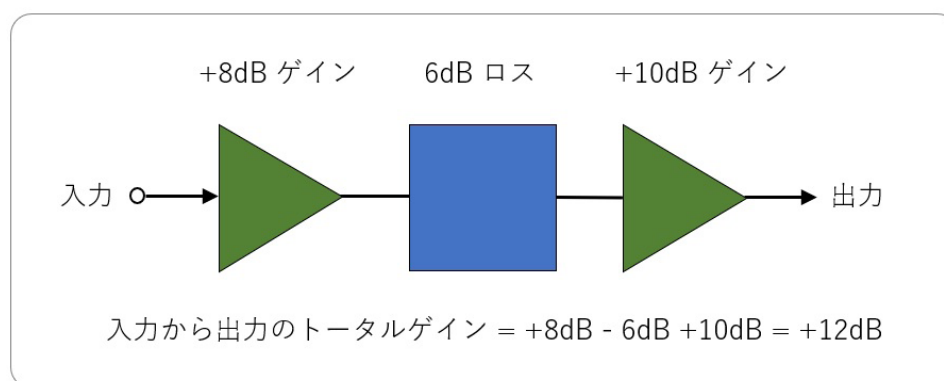 +8dB ゲイン 6dB ロス +10dB ゲイン
入力 出力
入力から出力のトータルゲイン = +8dB - 6dB +10dB = +12dB